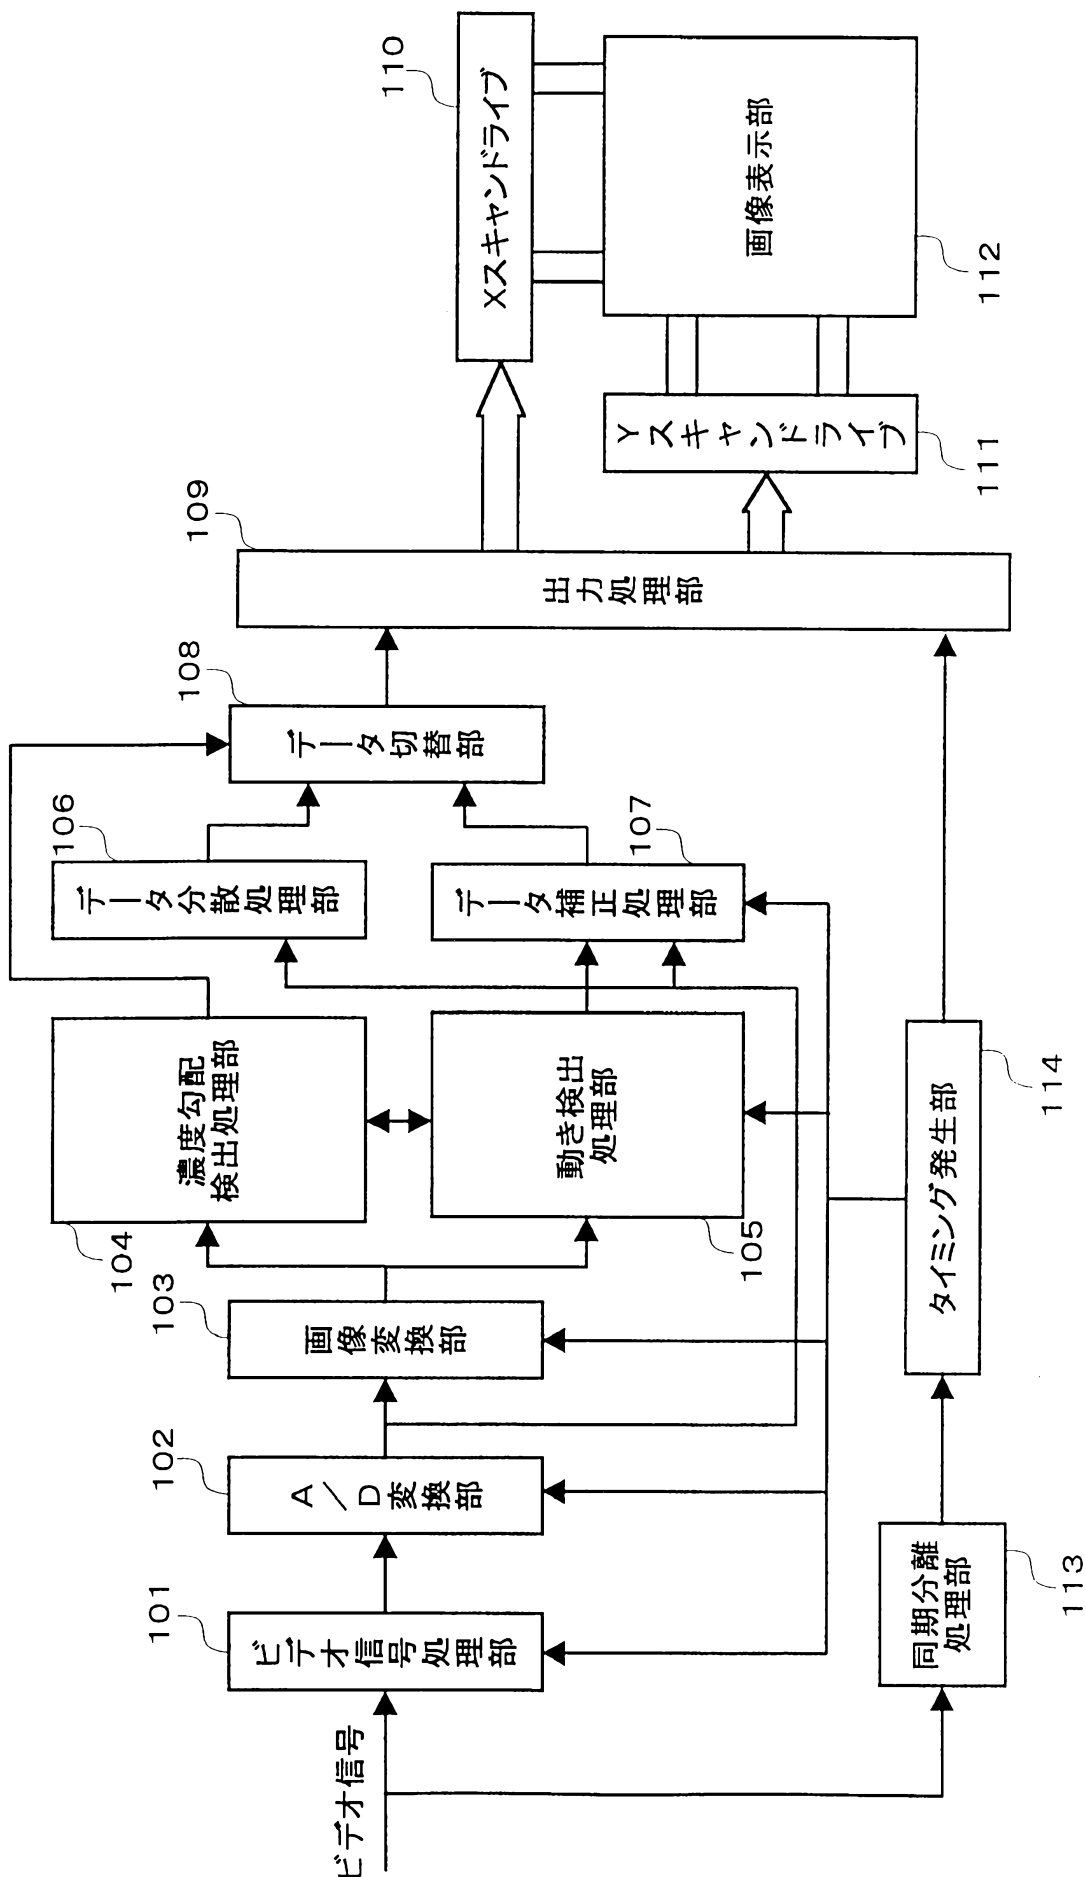 ビデオ信号
101
ビデオ信号処理部
102
A/D変換部
103
画像変換部
104
濃度勾配
検出処理部
105
動き検出
処理部
106
データ分散処理部
107
データ補正処理部
108
データ切替部
109
出力処理部
110
Xスキャンドライブ
Yスキャンドライブ
111
画像表示部
112
同期分離
処理部
113
タイミング発生部
114